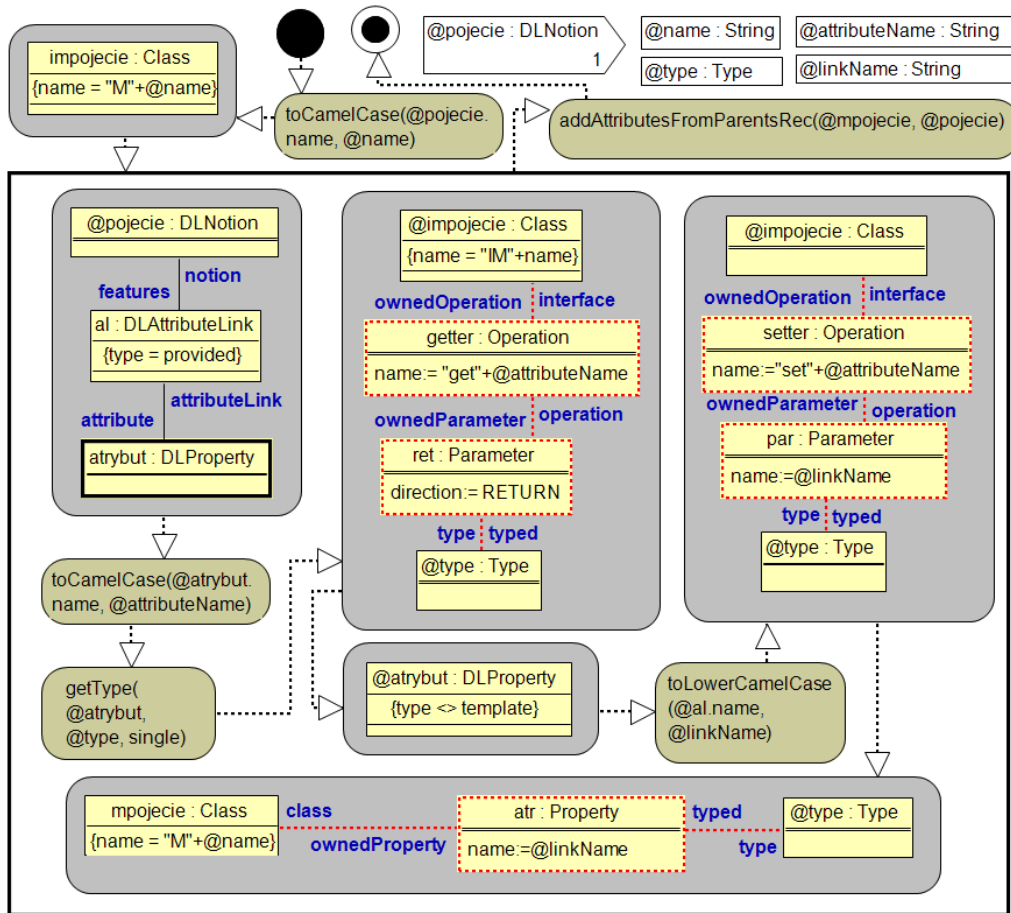 impojecie : Class
{name = "M"+@name}
@pojecie : DLNotion
1
@name : String
@attributeName : String
@type : Type
@linkName : String
toCamelCase(@pojecie.
name, @name)
addAttributesFromParentsRec(@mpojecie, @pojecie)
@pojecie : DLNotion
notion
features
al : DLAttributeLink
{type = provided}
attributeLink
attribute
atrybut : DLProperty
toCamelCase(@atrybut.
name, @attributeName)
getType(
@atrybut,
@type, single)
@impojecie : Class
{name = "IM"+name}
ownedOperation
interface
getter : Operation
name:= "get"+@attributeName
ownedParameter
operation
ret : Parameter
direction:= RETURN
type
typed
@type : Type
@impojecie : Class
ownedOperation
interface
setter : Operation
name:="set"+@attributeName
ownedParameter
operation
par : Parameter
name:=@linkName
type
typed
@type : Type
@atrybut : DLProperty
{type <> template}
toLowerCamelCase
(@al.name,
@linkName)
mpojecie : Class
{name = "M"+@name}
class
ownedProperty
atr : Property
name:=@linkName
typed
type
@type : Type